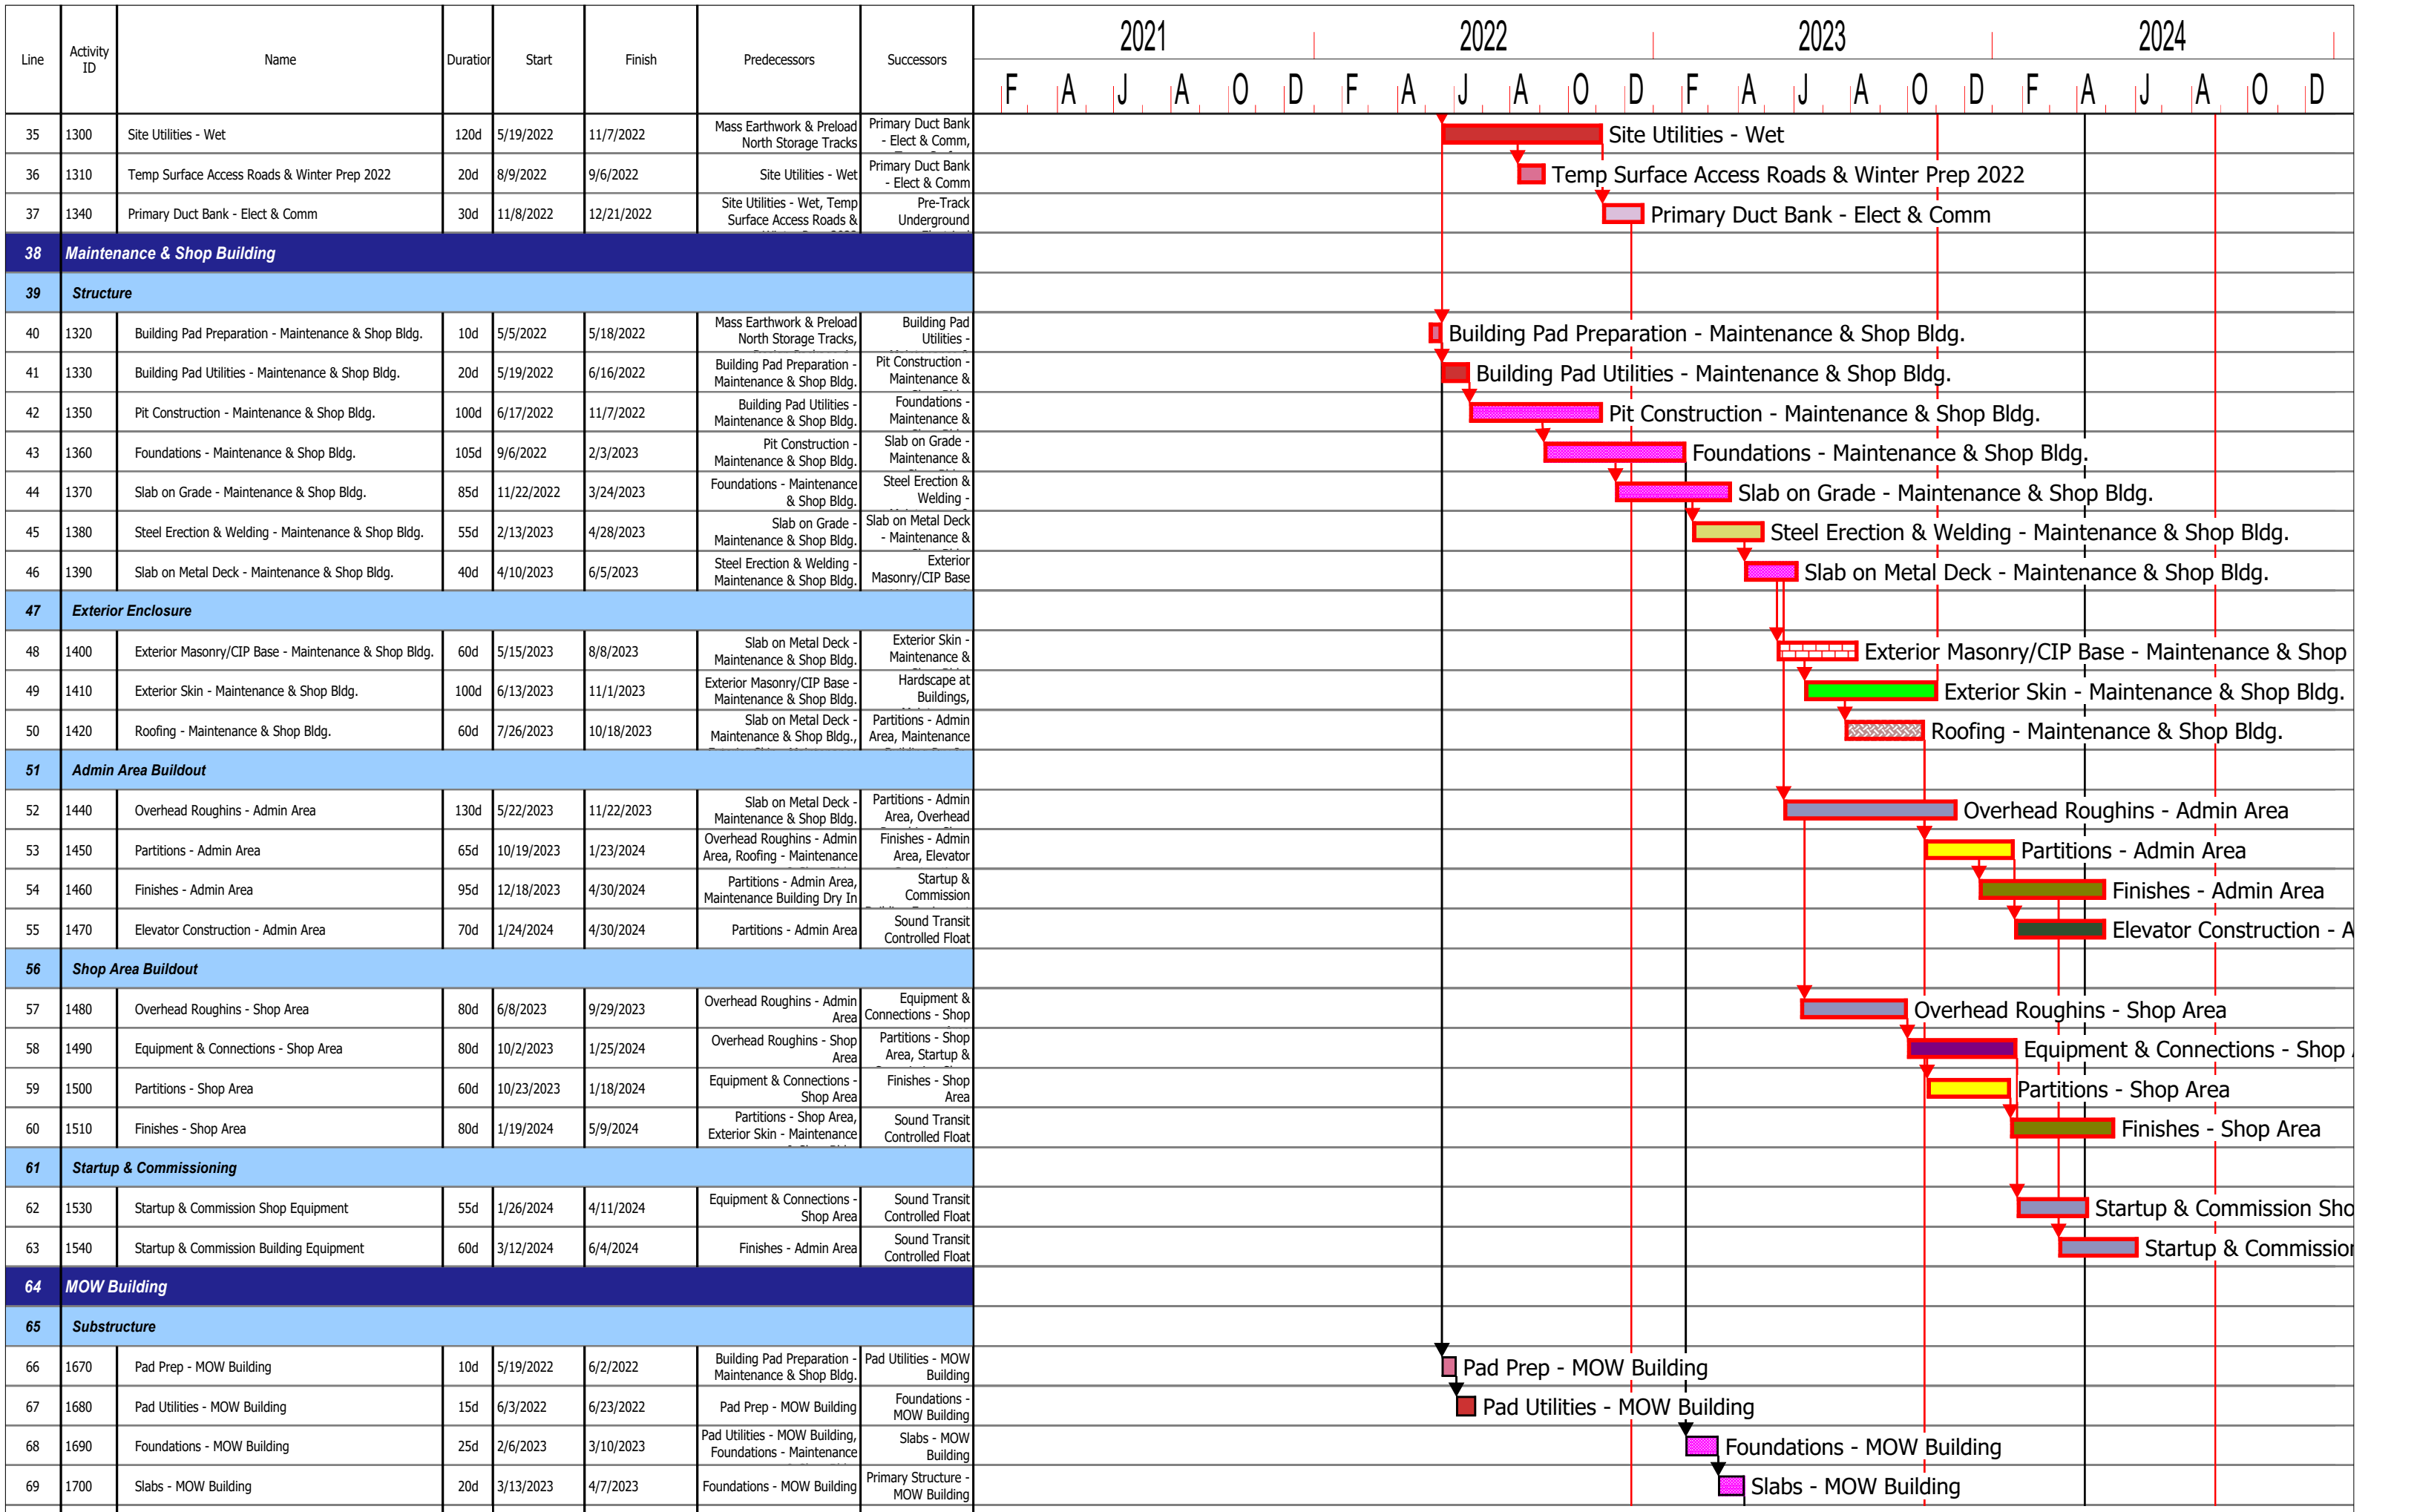 2021 2022 2023 2024
Line Activity ID Name Duration Start Finish Predecessors Successors F A J A O D F A J A O D F A J A O D F A J A O D
35 1300 Site Utilities - Wet 120d 5/19/2022 11/7/2022 Mass Earthwork & Preload North Storage Tracks Primary Duct Bank - Elect & Comm, Site Utilities - Wet
36 1310 Temp Surface Access Roads & Winter Prep 2022 20d 8/9/2022 9/6/2022 Site Utilities - Wet Primary Duct Bank - Elect & Comm Temp Surface Access Roads & Winter Prep 2022
37 1340 Primary Duct Bank - Elect & Comm 30d 11/8/2022 12/21/2022 Site Utilities - Wet, Temp Surface Access Roads & Pre-Track Underground Primary Duct Bank - Elect & Comm
38 Maintenance & Shop Building
39 Structure
40 1320 Building Pad Preparation - Maintenance & Shop Bldg. 10d 5/5/2022 5/18/2022 Mass Earthwork & Preload North Storage Tracks, Building Pad Utilities - Building Pad Preparation - Maintenance & Shop Bldg.
41 1330 Building Pad Utilities - Maintenance & Shop Bldg. 20d 5/19/2022 6/16/2022 Building Pad Preparation - Maintenance & Shop Bldg. Pit Construction - Maintenance & Building Pad Utilities - Maintenance & Shop Bldg.
42 1350 Pit Construction - Maintenance & Shop Bldg. 100d 6/17/2022 11/7/2022 Building Pad Utilities - Maintenance & Shop Bldg. Foundations - Maintenance & Pit Construction - Maintenance & Shop Bldg.
43 1360 Foundations - Maintenance & Shop Bldg. 105d 9/6/2022 2/3/2023 Pit Construction - Maintenance & Shop Bldg. Slab on Grade - Maintenance & Foundations - Maintenance & Shop Bldg.
44 1370 Slab on Grade - Maintenance & Shop Bldg. 85d 11/22/2022 3/24/2023 Foundations - Maintenance & Shop Bldg. Steel Erection & Welding - Slab on Grade - Maintenance & Shop Bldg.
45 1380 Steel Erection & Welding - Maintenance & Shop Bldg. 55d 2/13/2023 4/28/2023 Slab on Grade - Maintenance & Shop Bldg. Slab on Metal Deck - Maintenance & Steel Erection & Welding - Maintenance & Shop Bldg.
46 1390 Slab on Metal Deck - Maintenance & Shop Bldg. 40d 4/10/2023 6/5/2023 Steel Erection & Welding - Maintenance & Shop Bldg. Exterior Masonry/CIP Base Slab on Metal Deck - Maintenance & Shop Bldg.
47 Exterior Enclosure
48 1400 Exterior Masonry/CIP Base - Maintenance & Shop Bldg. 60d 5/15/2023 8/8/2023 Slab on Metal Deck - Maintenance & Shop Bldg. Exterior Skin - Maintenance & Exterior Masonry/CIP Base - Maintenance & Shop
49 1410 Exterior Skin - Maintenance & Shop Bldg. 100d 6/13/2023 11/1/2023 Exterior Masonry/CIP Base - Maintenance & Shop Bldg. Hardscape at Buildings, Exterior Skin - Maintenance & Shop Bldg.
50 1420 Roofing - Maintenance & Shop Bldg. 60d 7/26/2023 10/18/2023 Slab on Metal Deck - Maintenance & Shop Bldg., Partitions - Admin Area, Maintenance Roofing - Maintenance & Shop Bldg.
51 Admin Area Buildout
52 1440 Overhead Roughins - Admin Area 130d 5/22/2023 11/22/2023 Slab on Metal Deck - Maintenance & Shop Bldg. Partitions - Admin Area, Overhead Overhead Roughins - Admin Area
53 1450 Partitions - Admin Area 65d 10/19/2023 1/23/2024 Overhead Roughins - Admin Area, Roofing - Maintenance Finishes - Admin Area, Elevator Partitions - Admin Area
54 1460 Finishes - Admin Area 95d 12/18/2023 4/30/2024 Partitions - Admin Area, Maintenance Building Dry In Startup & Commission Finishes - Admin Area
55 1470 Elevator Construction - Admin Area 70d 1/24/2024 4/30/2024 Partitions - Admin Area Sound Transit Controlled Float Elevator Construction - A
56 Shop Area Buildout
57 1480 Overhead Roughins - Shop Area 80d 6/8/2023 9/29/2023 Overhead Roughins - Admin Area Equipment & Connections - Shop Overhead Roughins - Shop Area
58 1490 Equipment & Connections - Shop Area 80d 10/2/2023 1/25/2024 Overhead Roughins - Shop Area Partitions - Shop Area, Startup & Equipment & Connections - Shop
59 1500 Partitions - Shop Area 60d 10/23/2023 1/18/2024 Equipment & Connections - Shop Area Finishes - Shop Area Partitions - Shop Area
60 1510 Finishes - Shop Area 80d 1/19/2024 5/9/2024 Partitions - Shop Area, Exterior Skin - Maintenance Sound Transit Controlled Float Finishes - Shop Area
61 Startup & Commissioning
62 1530 Startup & Commission Shop Equipment 55d 1/26/2024 4/11/2024 Equipment & Connections - Shop Area Sound Transit Controlled Float Startup & Commission Sho
63 1540 Startup & Commission Building Equipment 60d 3/12/2024 6/4/2024 Finishes - Admin Area Sound Transit Controlled Float Startup & Commission
64 MOW Building
65 Substructure
66 1670 Pad Prep - MOW Building 10d 5/19/2022 6/2/2022 Building Pad Preparation - Maintenance & Shop Bldg. Pad Utilities - MOW Building Pad Prep - MOW Building
67 1680 Pad Utilities - MOW Building 15d 6/3/2022 6/23/2022 Pad Prep - MOW Building Foundations - MOW Building Pad Utilities - MOW Building
68 1690 Foundations - MOW Building 25d 2/6/2023 3/10/2023 Pad Utilities - MOW Building, Foundations - Maintenance Slabs - MOW Building Foundations - MOW Building
69 1700 Slabs - MOW Building 20d 3/13/2023 4/7/2023 Foundations - MOW Building Primary Structure - MOW Building Slabs - MOW Building